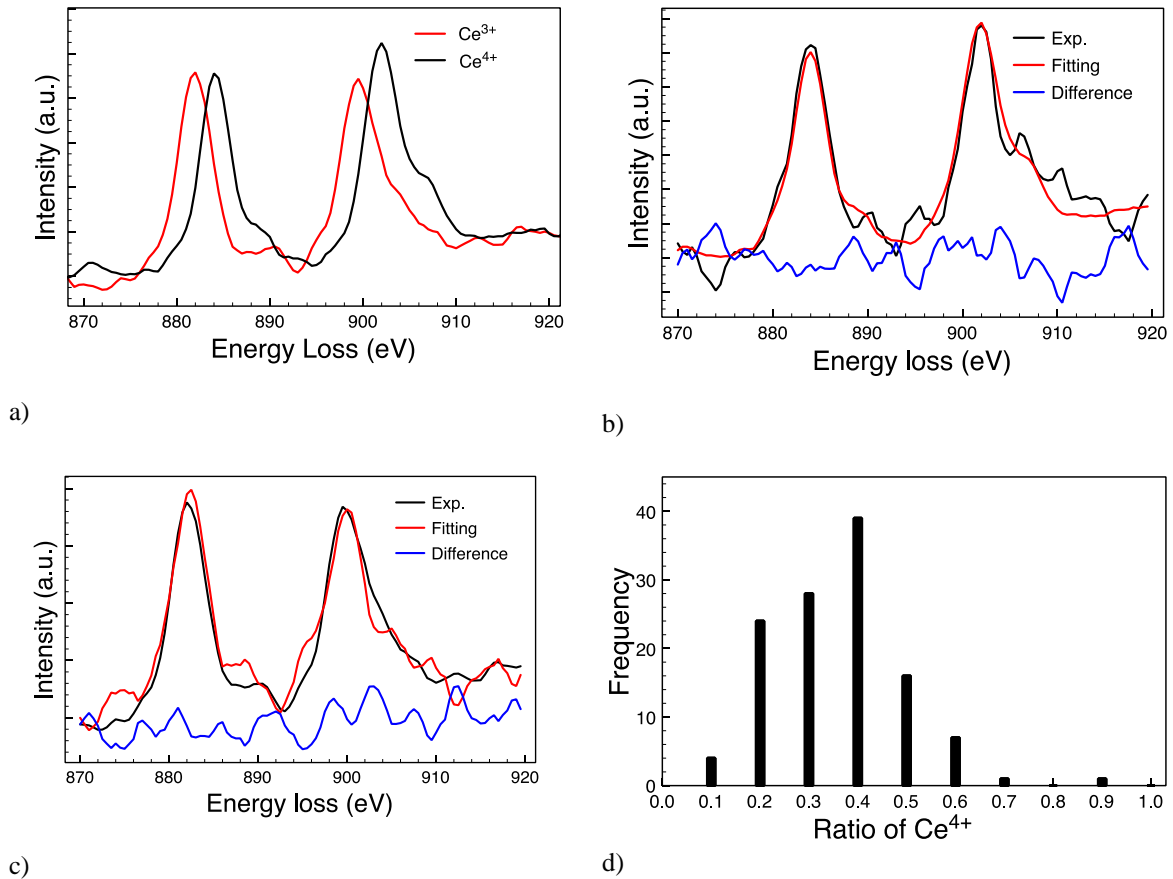 Intensity (a.u.)
Ce³⁺
Ce⁴⁺
870 880 890 900 910 920
Energy Loss (eV)
a)
Intensity (a.u.)
Exp.
Fitting
Difference
870 880 890 900 910 920
Energy loss (eV)
b)
Intensity (a.u.)
Exp.
Fitting
Difference
870 880 890 900 910 920
Energy loss (eV)
c)
Frequency
40
30
20
10
0
0.0 0.1 0.2 0.3 0.4 0.5 0.6 0.7 0.8 0.9 1.0
Ratio of Ce⁴⁺
d)